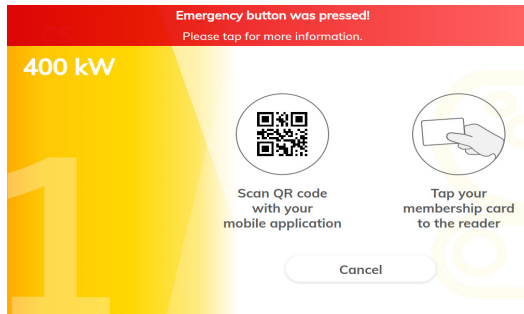 Emergency button was pressed!
Please tap for more information.
400 kW
1
Scan QR code
with your
mobile application
Tap your
membership card
to the reader
Cancel